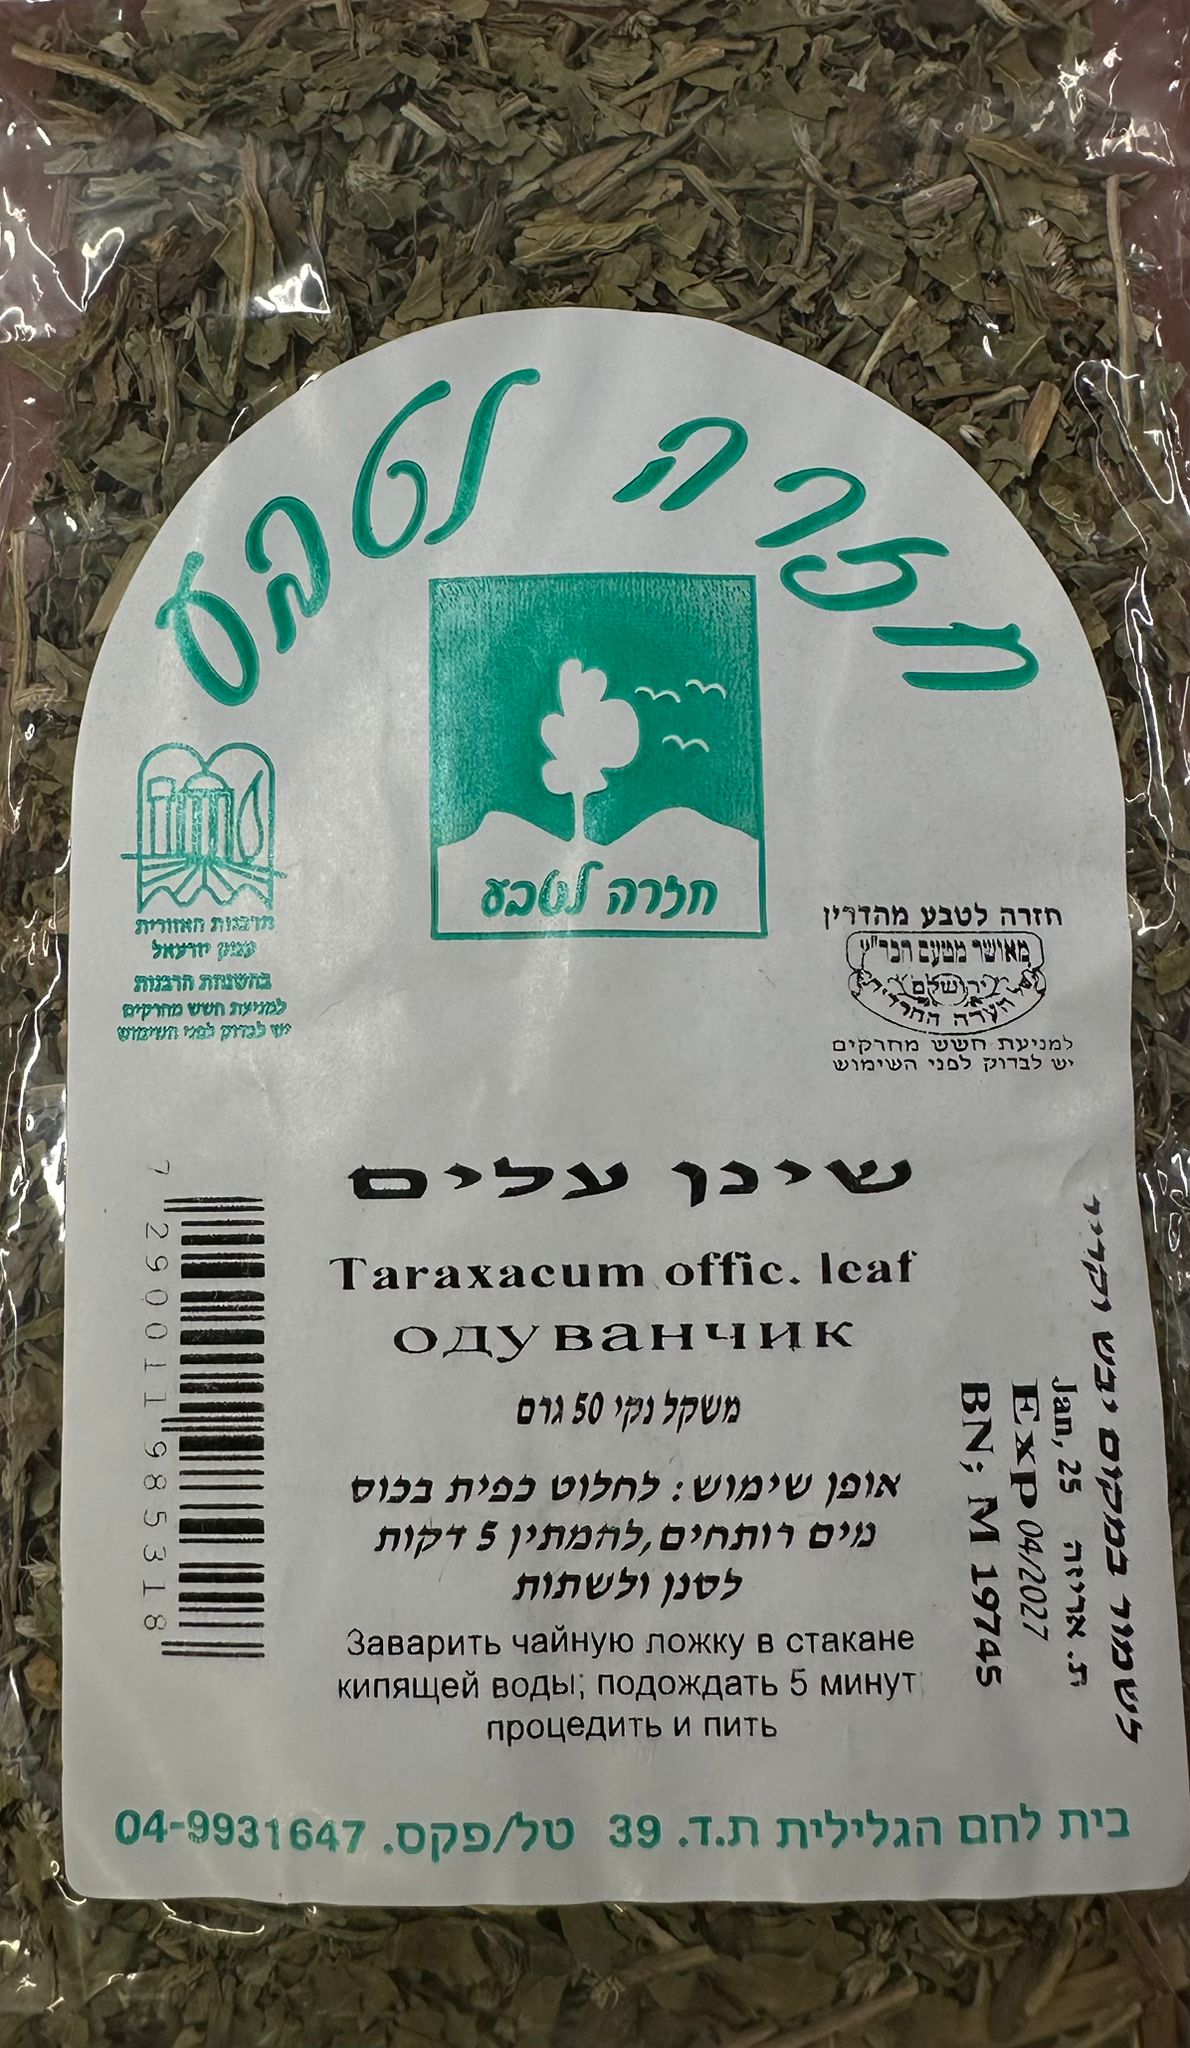 חזרה לטבע
חזרה לטבע
הרבנות האזורית
עמק יזרעאל
בהשגחת הרבנות
למניעת חשש מחרקים
יש לבדוק לפני השימוש
חזרה לטבע מהדרין
מאושר מטעם הבד"ץ
ירושלים
העדה החרדית
למניעת חשש מחרקים
יש לבדוק לפני השימוש
שינן עלים
Taraxacum offic. leaf
одуванчик
משקל נקי 50 גרם
אופן שימוש: לחלוט כפית בכוס
מים רותחים,להמתין 5 דקות
לסנן ולשתות
Заварить чайную ложку в стакане
кипящей воды; подождать 5 минут
процедить и пить
7 290011 985318
לשמור במקום יבש וקריר
ת. אריזה Jan, 25
Exp 04/2027
BN; M 19745
בית לחם הגלילית ת.ד. 39 טל/פקס. 04-9931647